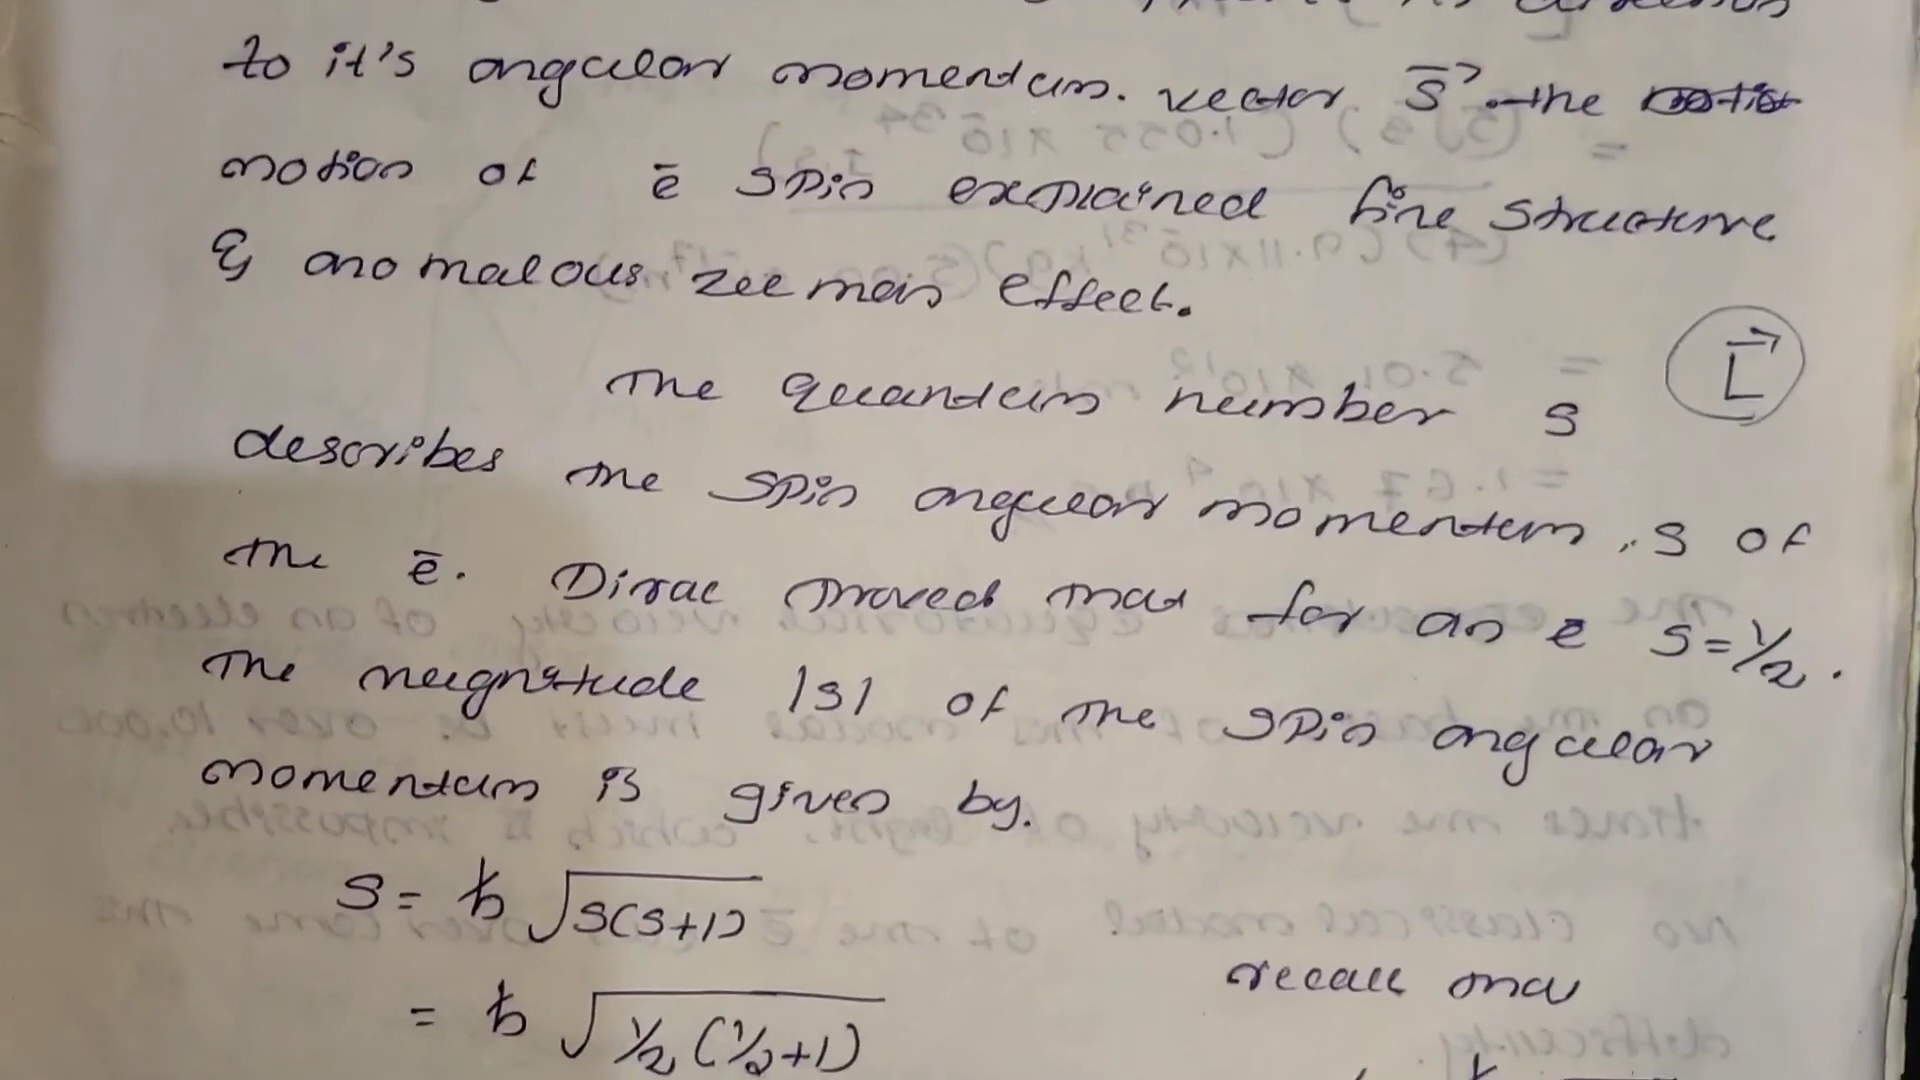 to it's angular momentum. vector S⃗ . the
motion of ē spin explained fine structure
& anomalous zeeman effect.
L⃗
The quantum number s
describes the spin angular momentum, S of
the ē. Dirac proved that for an ē s=1/2.
The magnitude |S| of the spin angular
momentum is given by.
S = ħ √s(s+1)
recall that
= ħ √1/2 (1/2+1)